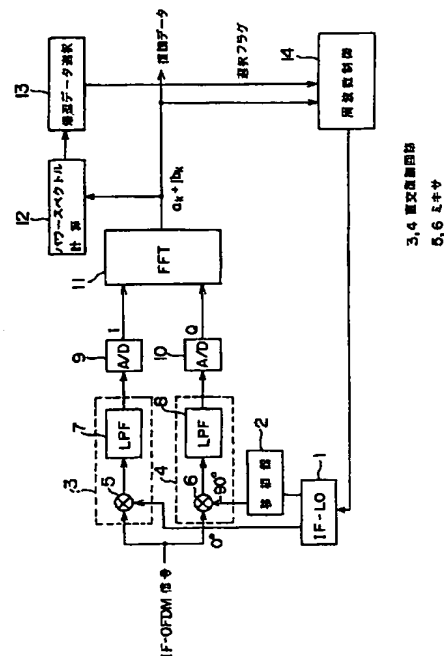 13
信頼データ選択
12
パワースペクトル
計算
復調データ
選択フラグ
14
周波数制御
aₖ+jbₖ
11
FFT
I
Q
9
A/D
10
A/D
7
LPF
8
LPF
3
5
4
6
90°
0°
2
移相器
1
IF-LO
IF-OFDM 信号
3,4 直交復調回路
5,6 ミキサ